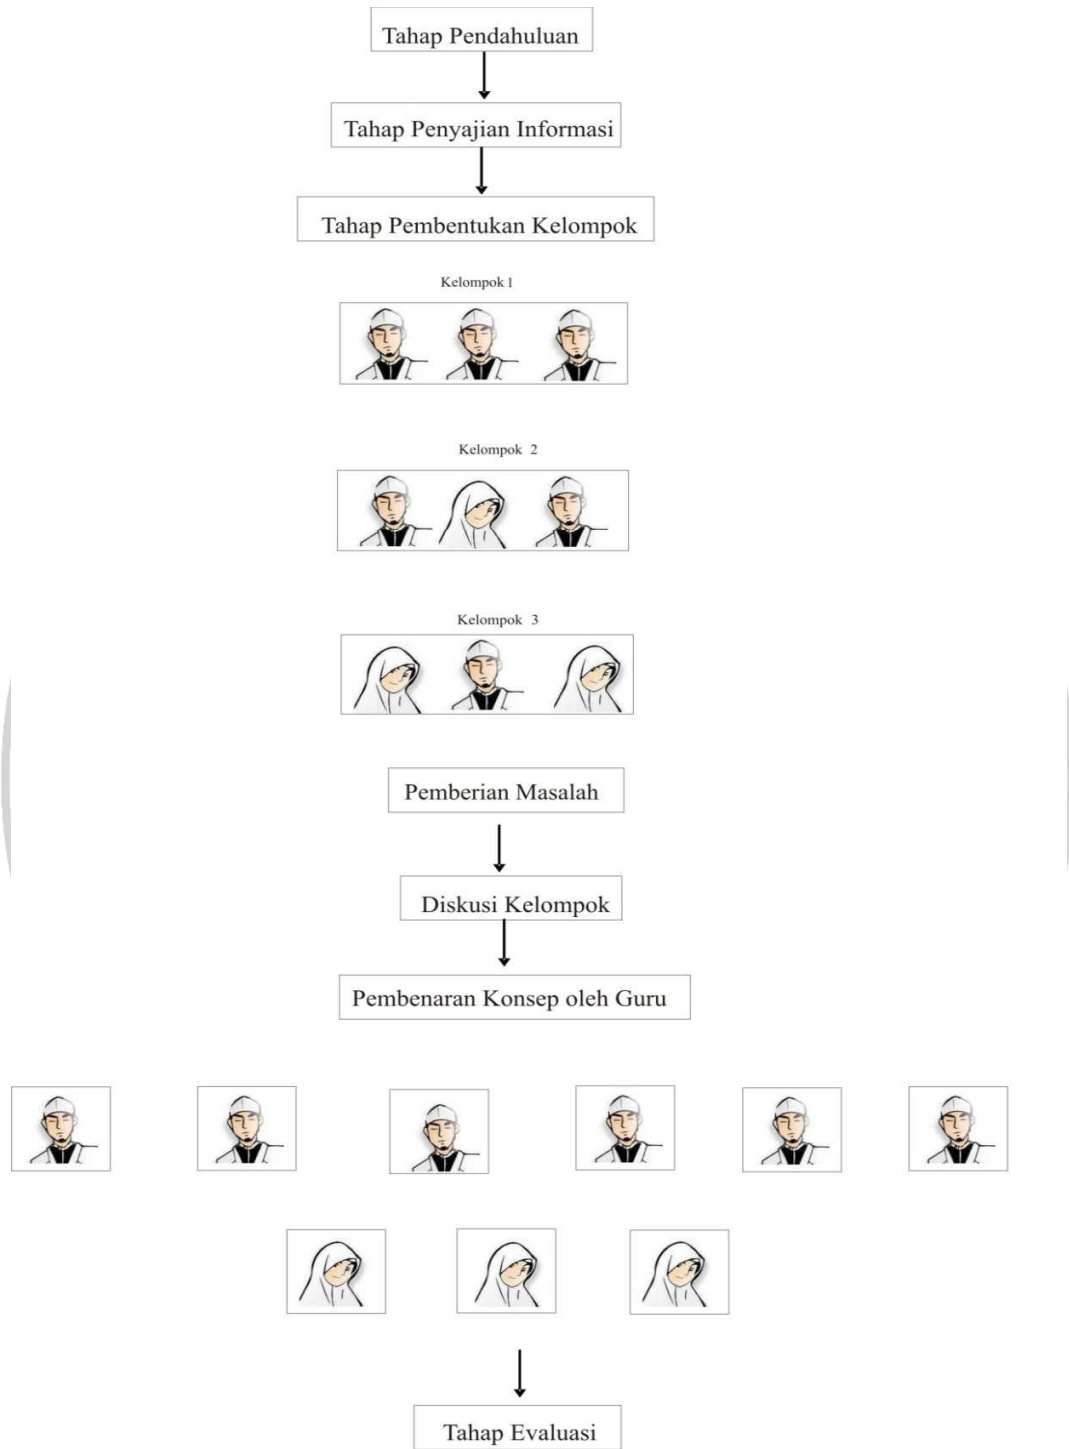 Tahap Pendahuluan
Tahap Penyajian Informasi
Tahap Pembentukan Kelompok
Kelompok 1
Kelompok 2
Kelompok 3
Pemberian Masalah
Diskusi Kelompok
Pembenaran Konsep oleh Guru
Tahap Evaluasi